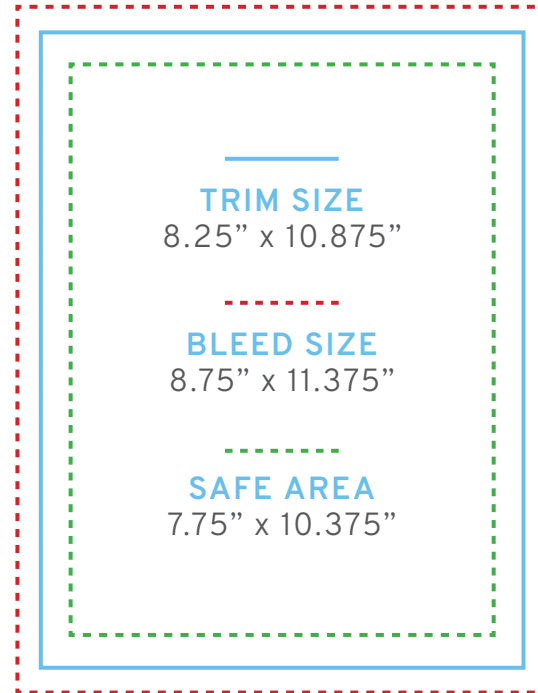 TRIM SIZE
8.25” x 10.875”
BLEED SIZE
8.75” x 11.375”
SAFE AREA
7.75” x 10.375”